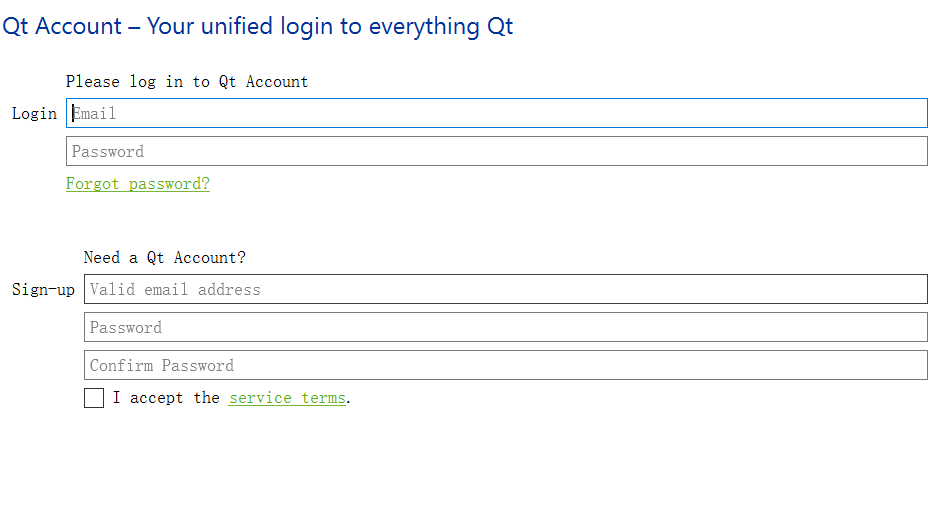 Qt Account – Your unified login to everything Qt
Please log in to Qt Account
Login Email
Password
Forgot password?
Need a Qt Account?
Sign-up Valid email address
Password
Confirm Password
I accept the service terms.